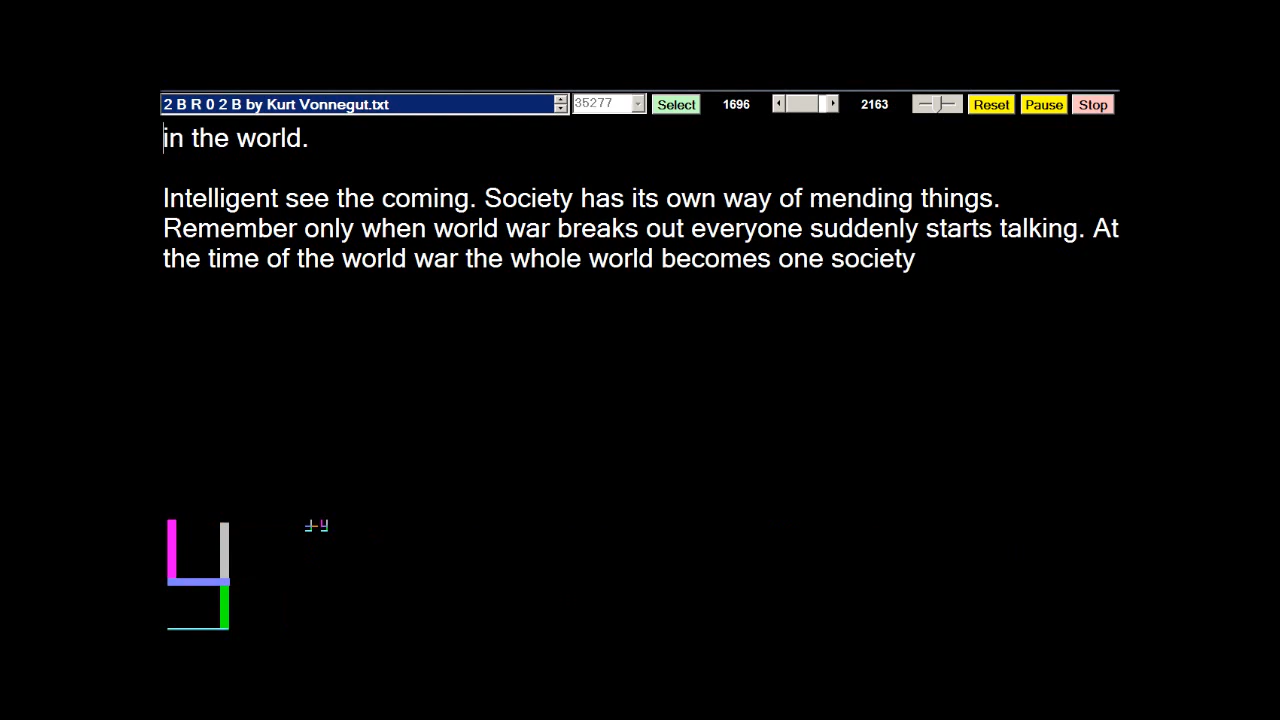 2 B R 0 2 B by Kurt Vonnegut.txt 35277 Select 1696 2163 Reset Pause Stop
in the world.
Intelligent see the coming. Society has its own way of mending things.
Remember only when world war breaks out everyone suddenly starts talking. At
the time of the world war the whole world becomes one society
y